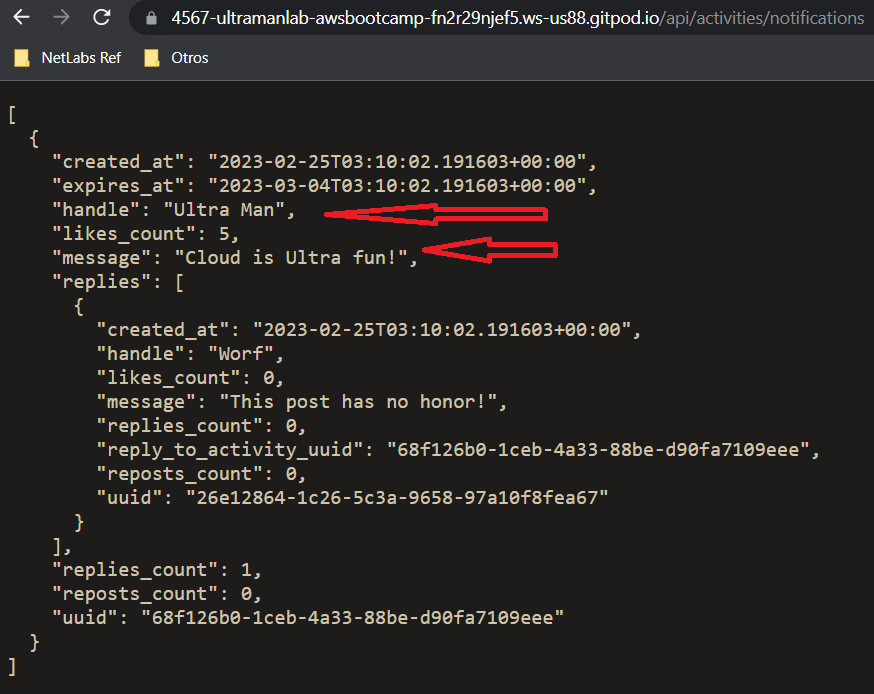 4567-ultramanlab-awsbootcamp-fn2r29njef5.ws-us88.gitpod.io/api/activities/notifications
NetLabs Ref Otros
[
  {
    "created_at": "2023-02-25T03:10:02.191603+00:00",
    "expires_at": "2023-03-04T03:10:02.191603+00:00",
    "handle": "Ultra Man",
    "likes_count": 5,
    "message": "Cloud is Ultra fun!",
    "replies": [
      {
        "created_at": "2023-02-25T03:10:02.191603+00:00",
        "handle": "Worf",
        "likes_count": 0,
        "message": "This post has no honor!",
        "replies_count": 0,
        "reply_to_activity_uuid": "68f126b0-1ceb-4a33-88be-d90fa7109eee",
        "reposts_count": 0,
        "uuid": "26e12864-1c26-5c3a-9658-97a10f8fea67"
      }
    ],
    "replies_count": 1,
    "reposts_count": 0,
    "uuid": "68f126b0-1ceb-4a33-88be-d90fa7109eee"
  }
]